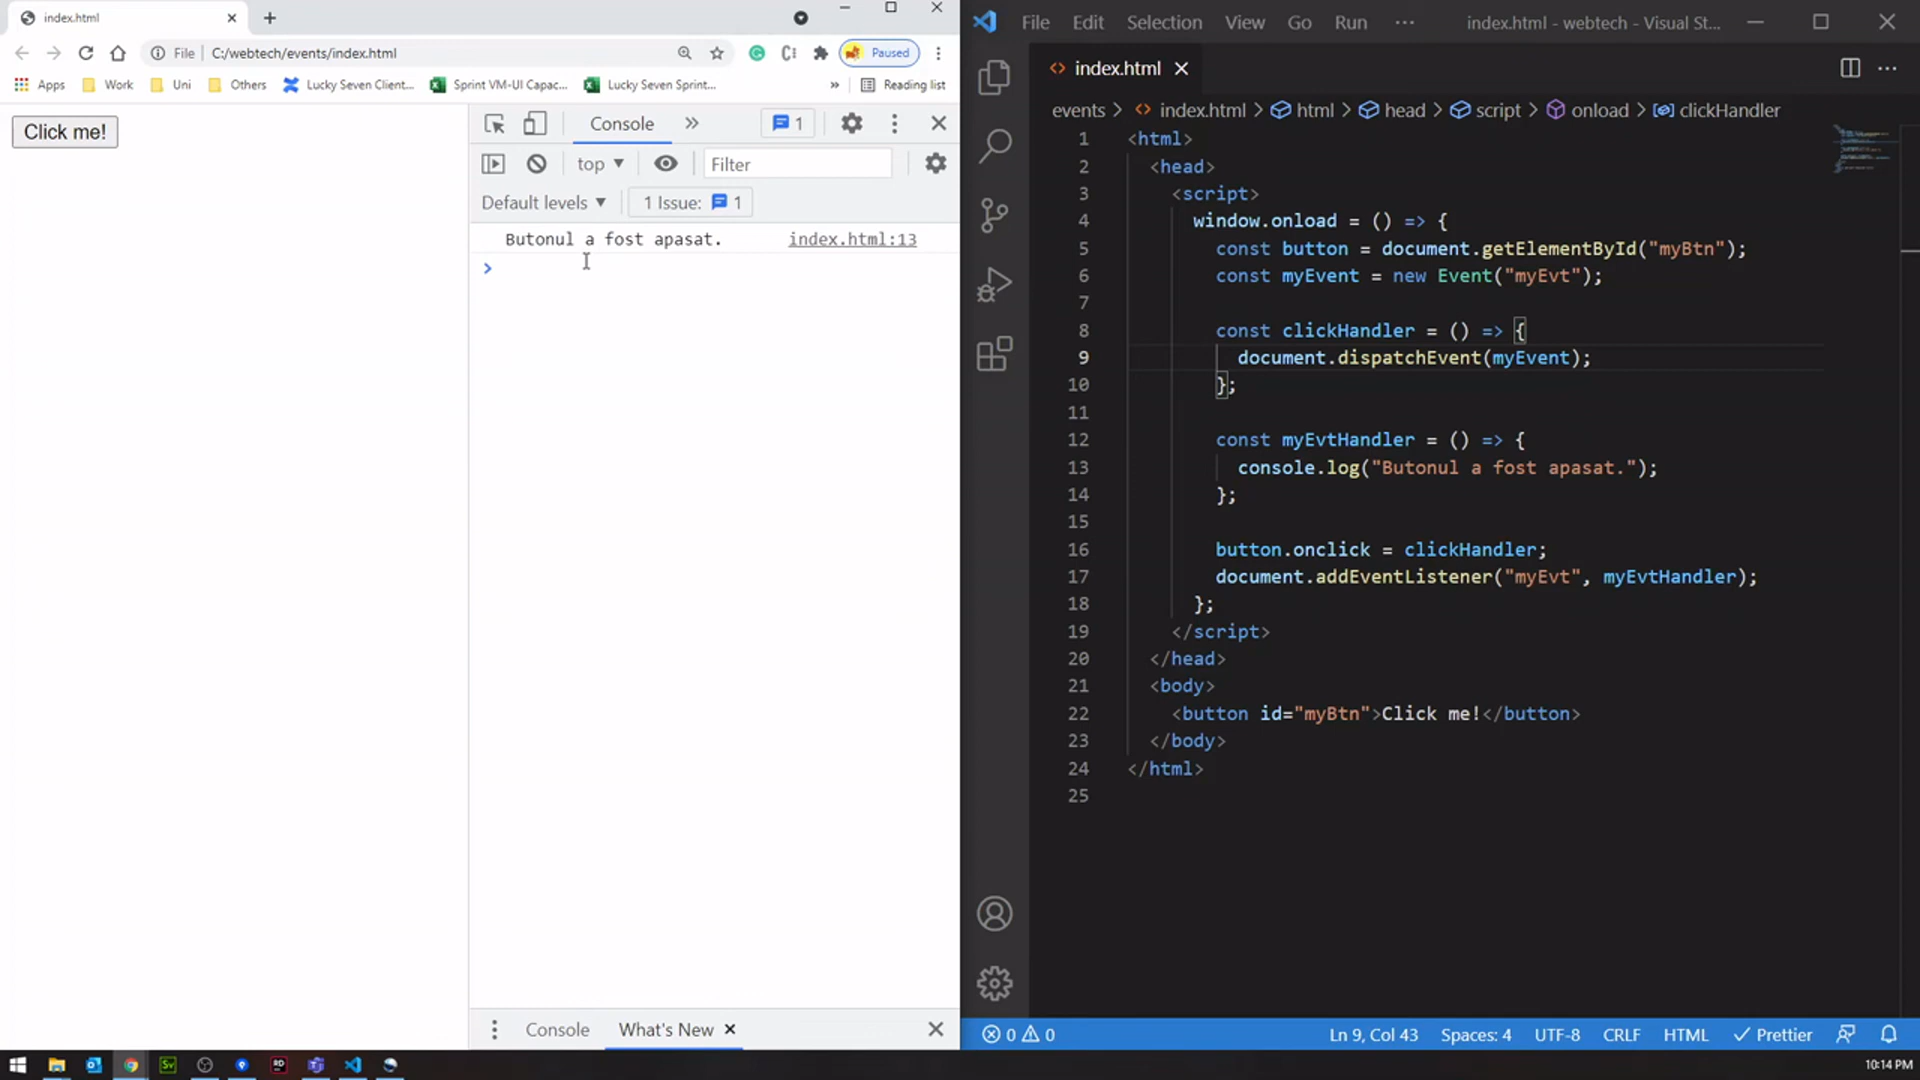 index.html
File C:/webtech/events/index.html Paused
Apps Work Uni Others Lucky Seven Client... Sprint VM-UI Capac... Lucky Seven Sprint... » Reading list
Click me!
Console » 1
top Filter
Default levels 1 Issue: 1
Butonul a fost apasat. index.html:13
>
Console What's New
File Edit Selection View Go Run ··· index.html - webtech - Visual St...
index.html
events > index.html > html > head > script > onload > clickHandler
1 <html>
2 <head>
3 <script>
4 window.onload = () => {
5 const button = document.getElementById("myBtn");
6 const myEvent = new Event("myEvt");
7
8 const clickHandler = () => {
9 document.dispatchEvent(myEvent);
10 };
11
12 const myEvtHandler = () => {
13 console.log("Butonul a fost apasat.");
14 };
15
16 button.onclick = clickHandler;
17 document.addEventListener("myEvt", myEvtHandler);
18 };
19 </script>
20 </head>
21 <body>
22 <button id="myBtn">Click me!</button>
23 </body>
24 </html>
25
0 0 Ln 9, Col 43 Spaces: 4 UTF-8 CRLF HTML Prettier
Sv RD 10:14 PM